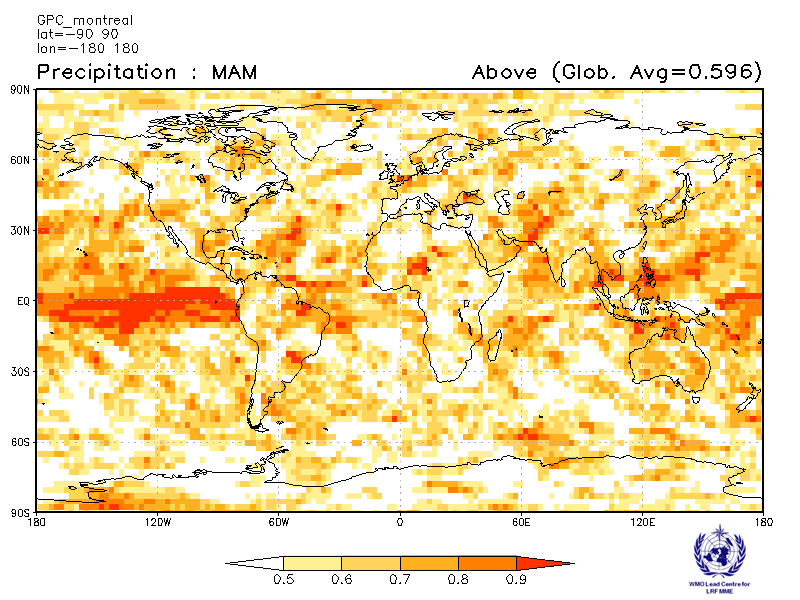 GPC_montreal
lat=-90 90
lon=-180 180
Precipitation : MAM
Above (Glob. Avg=0.596)
90N
60N
30N
EQ
30S
60S
90S
180 120W 60W 0 60E 120E 180
0.5 0.6 0.7 0.8 0.9
WMO Lead Centre for
LRF MME